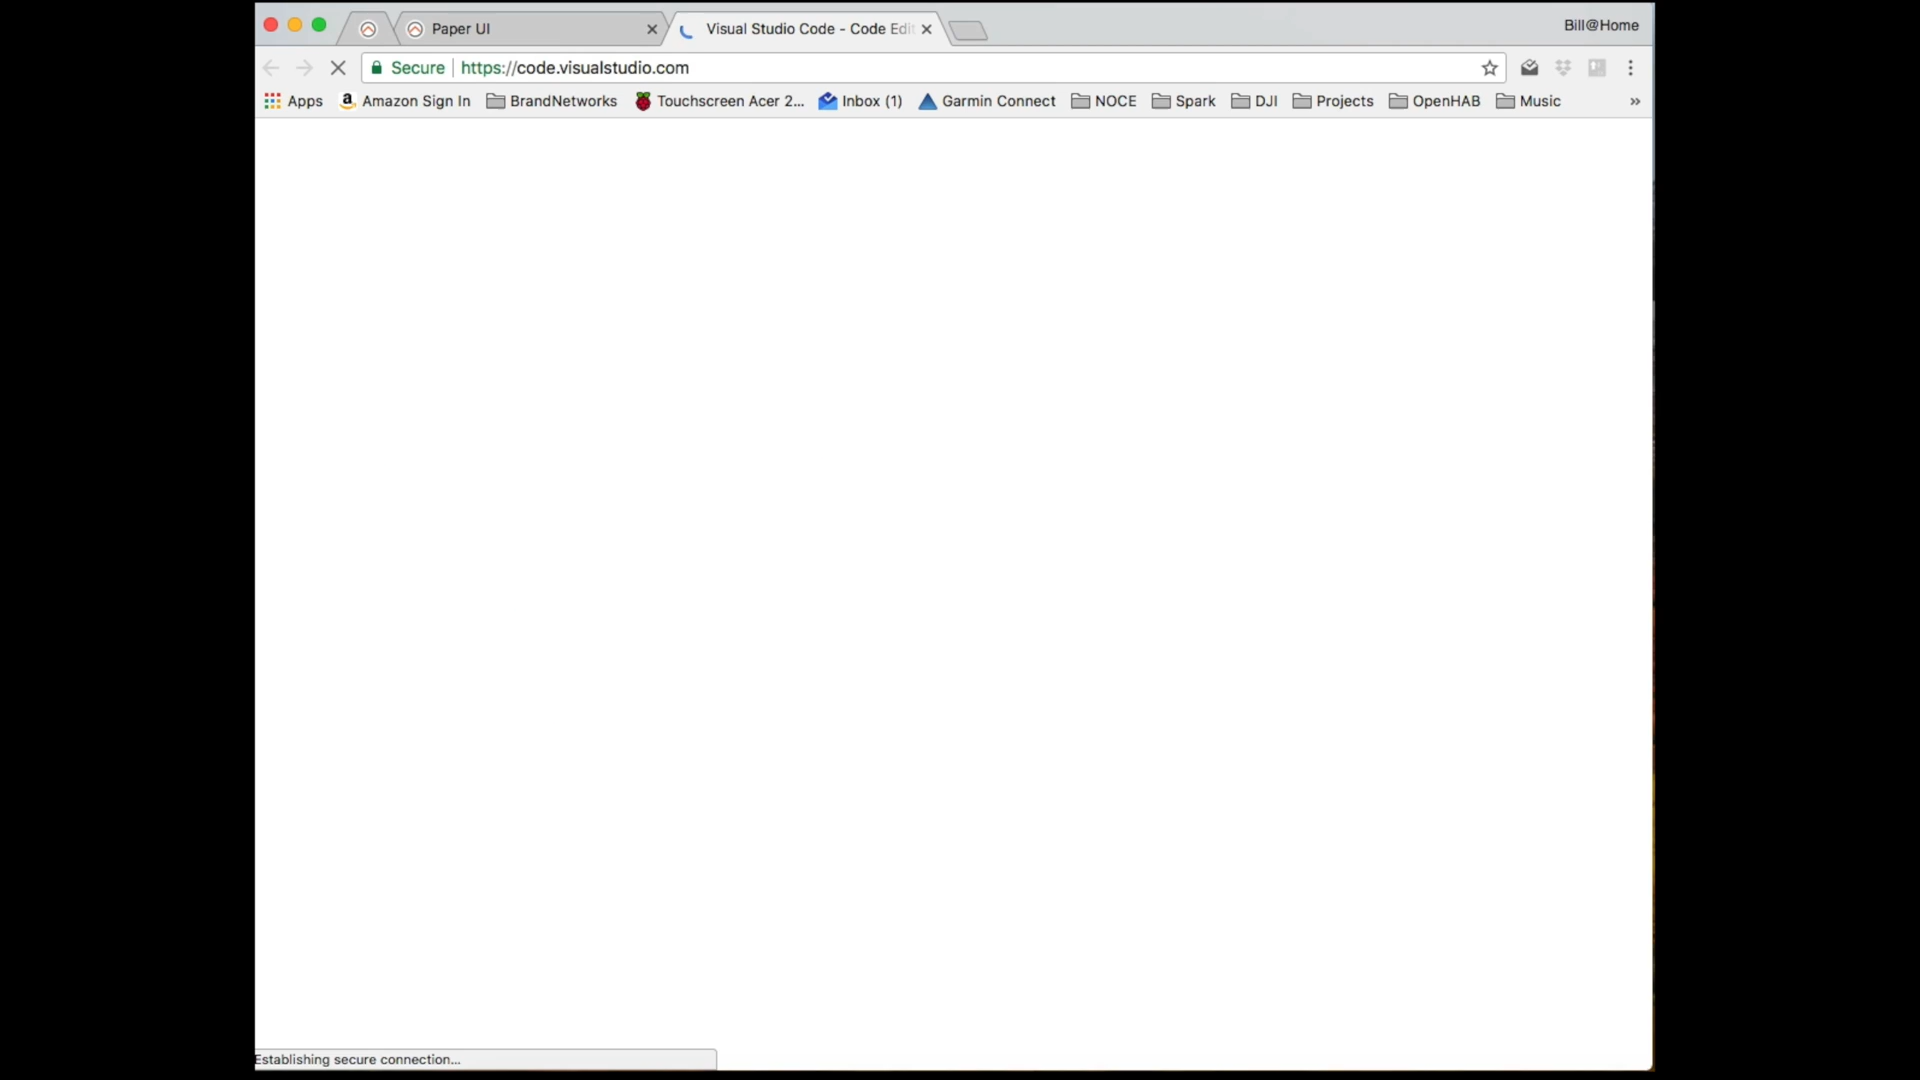 Paper UI
Visual Studio Code - Code Edit
Bill@Home
Secure https://code.visualstudio.com
Apps Amazon Sign In BrandNetworks Touchscreen Acer 2... Inbox (1) Garmin Connect NOCE Spark DJI Projects OpenHAB Music »
Establishing secure connection...